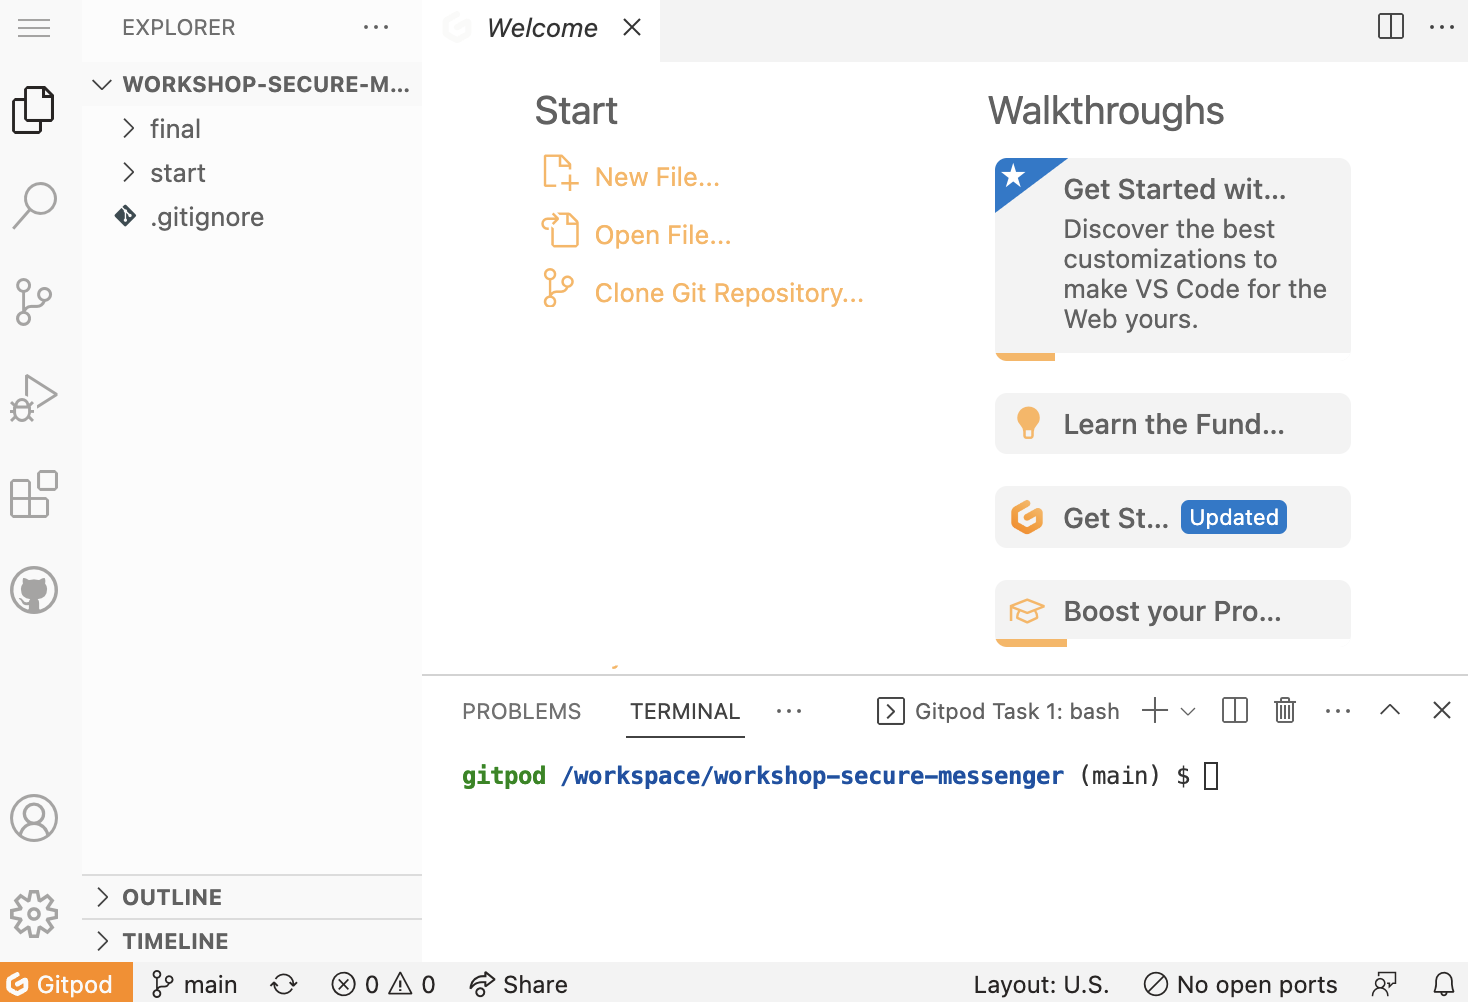 EXPLORER
WORKSHOP-SECURE-M...
final
start
.gitignore
OUTLINE
TIMELINE
Welcome
Start
New File...
Open File...
Clone Git Repository...
Walkthroughs
Get Started wit...
Discover the best
customizations to
make VS Code for the
Web yours.
Learn the Fund...
Get St... Updated
Boost your Pro...
PROBLEMS TERMINAL Gitpod Task 1: bash
gitpod /workspace/workshop-secure-messenger (main) $
Gitpod main 0 0 Share Layout: U.S. No open ports